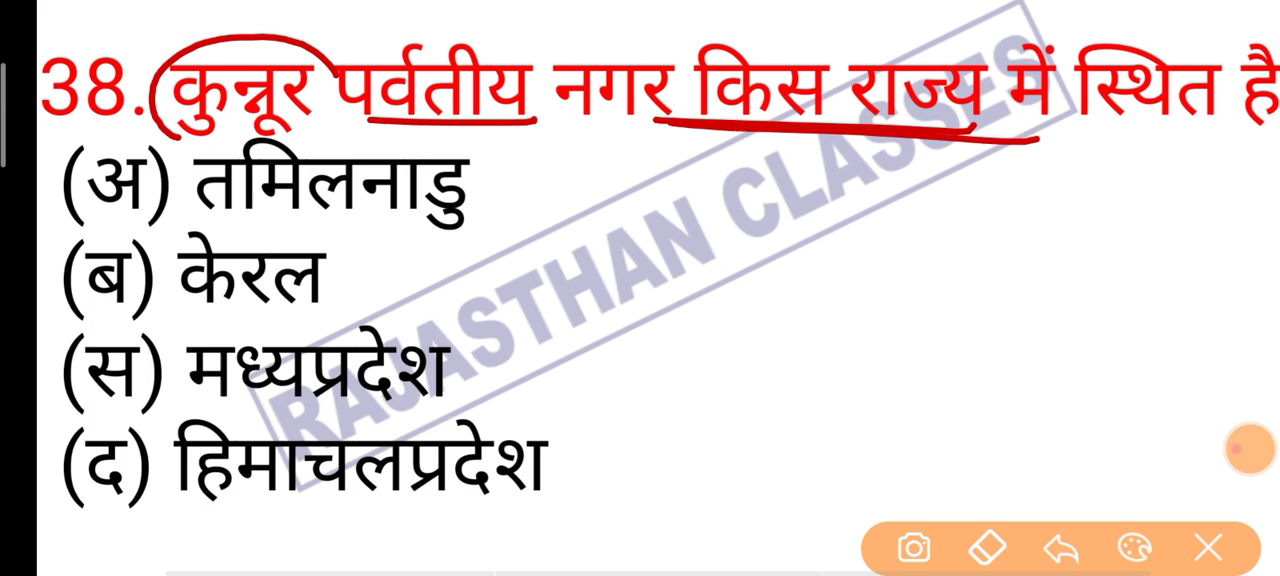 38. कुन्नूर पर्वतीय नगर किस राज्य में स्थित है
(अ) तमिलनाडु
(ब) केरल
(स) मध्यप्रदेश
(द) हिमाचलप्रदेश
RAJASTHAN CLASSES